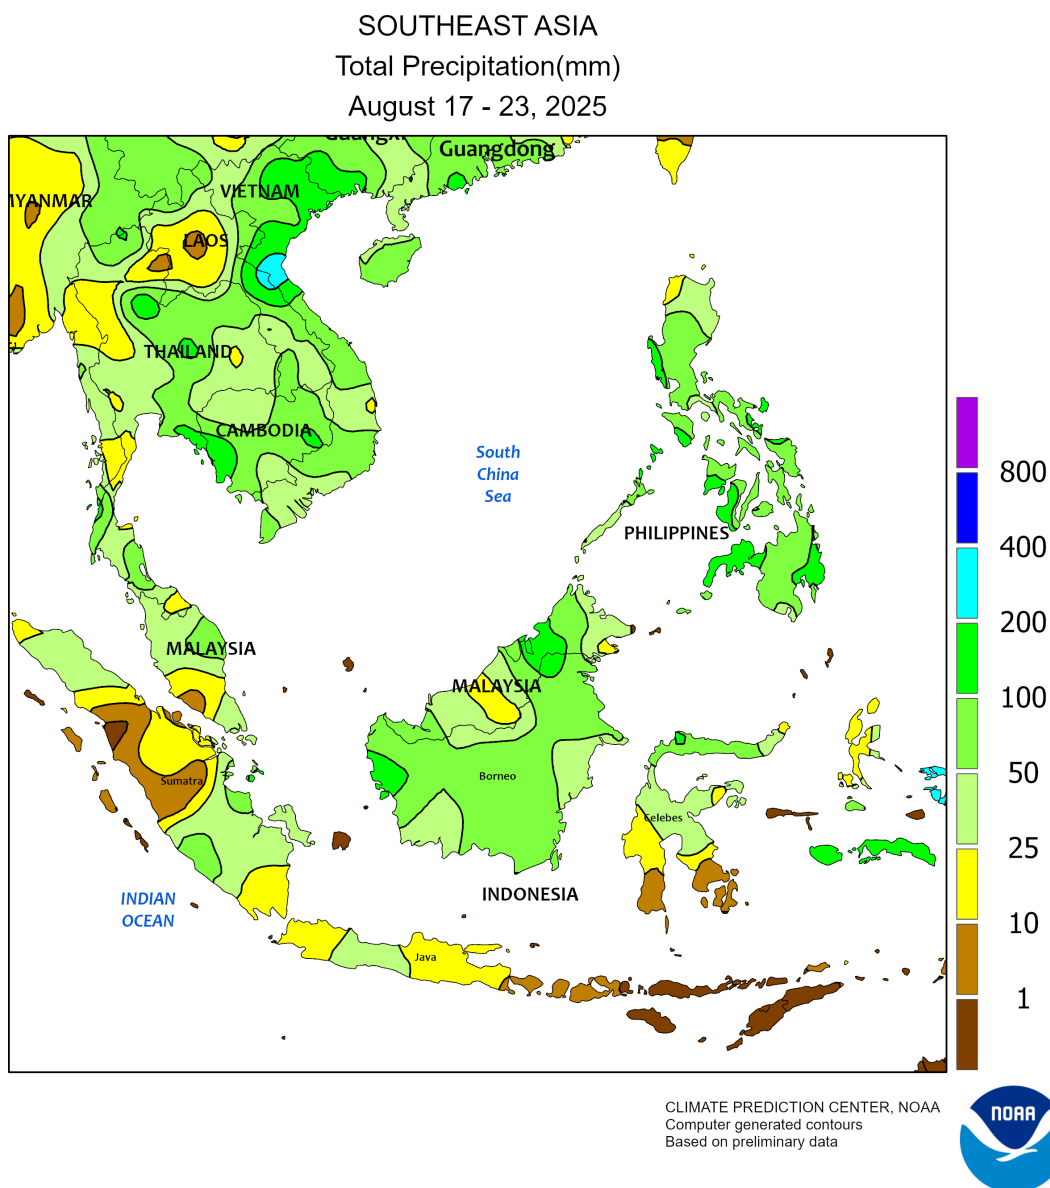 SOUTHEAST ASIA
Total Precipitation(mm)
August 17 - 23, 2025
Guangdong
VIETNAM
LAOS
THAILAND
CAMBODIA
South
China
Sea
PHILIPPINES
MALAYSIA
MALAYSIA
Borneo
Sumatra
Celebes
INDONESIA
INDIAN
OCEAN
Java
800
400
200
100
50
25
10
1
CLIMATE PREDICTION CENTER, NOAA
Computer generated contours
Based on preliminary data
NOAA